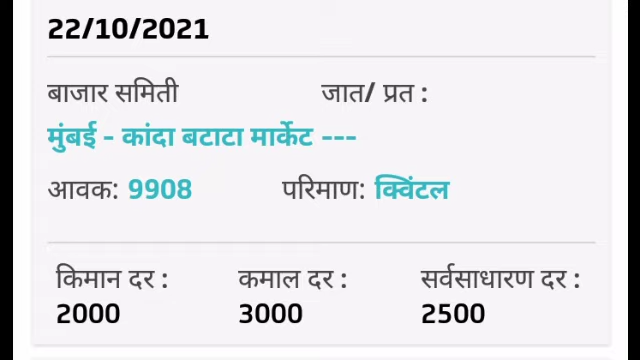 22/10/2021
बाजार समिती जात/ प्रत :
मुंबई - कांदा बटाटा मार्केट ---
आवक: 9908 परिमाण: क्विंटल
किमान दर : कमाल दर : सर्वसाधारण दर :
2000 3000 2500